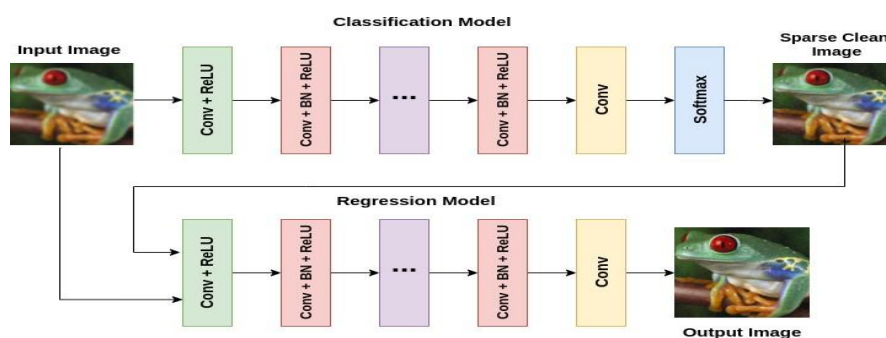 Classification Model
Input Image
Sparse Clean
Image
Conv + ReLU
Conv + BN + ReLU
...
Conv + BN + ReLU
Conv
Softmax
Regression Model
Conv + ReLU
Conv + BN + ReLU
...
Conv + BN + ReLU
Conv
Output Image